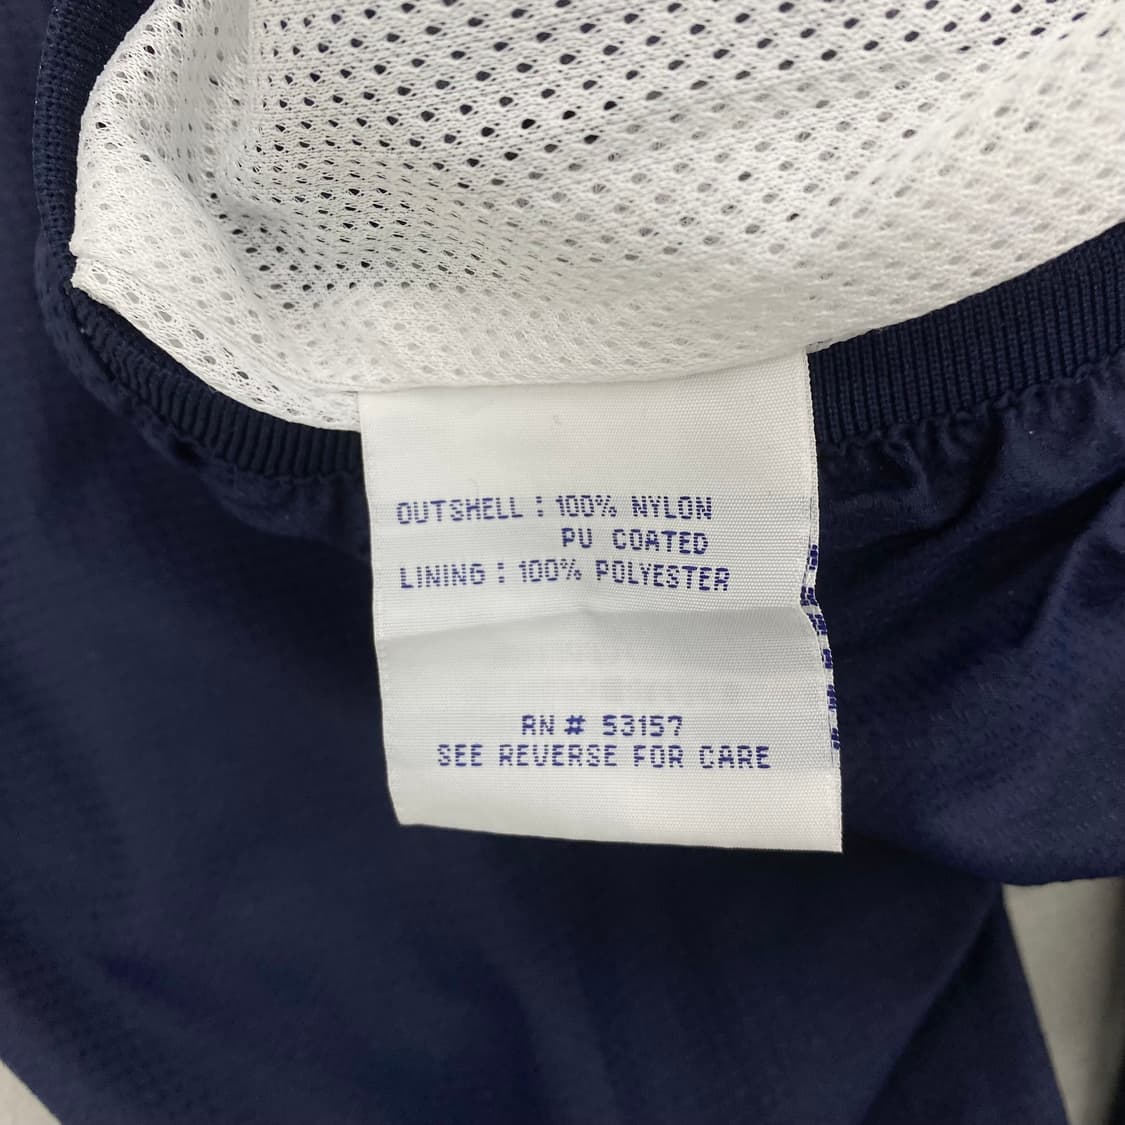 OUTSHELL : 100% NYLON
PU COATED
LINING : 100% POLYESTER
RN # 53157
SEE REVERSE FOR CARE